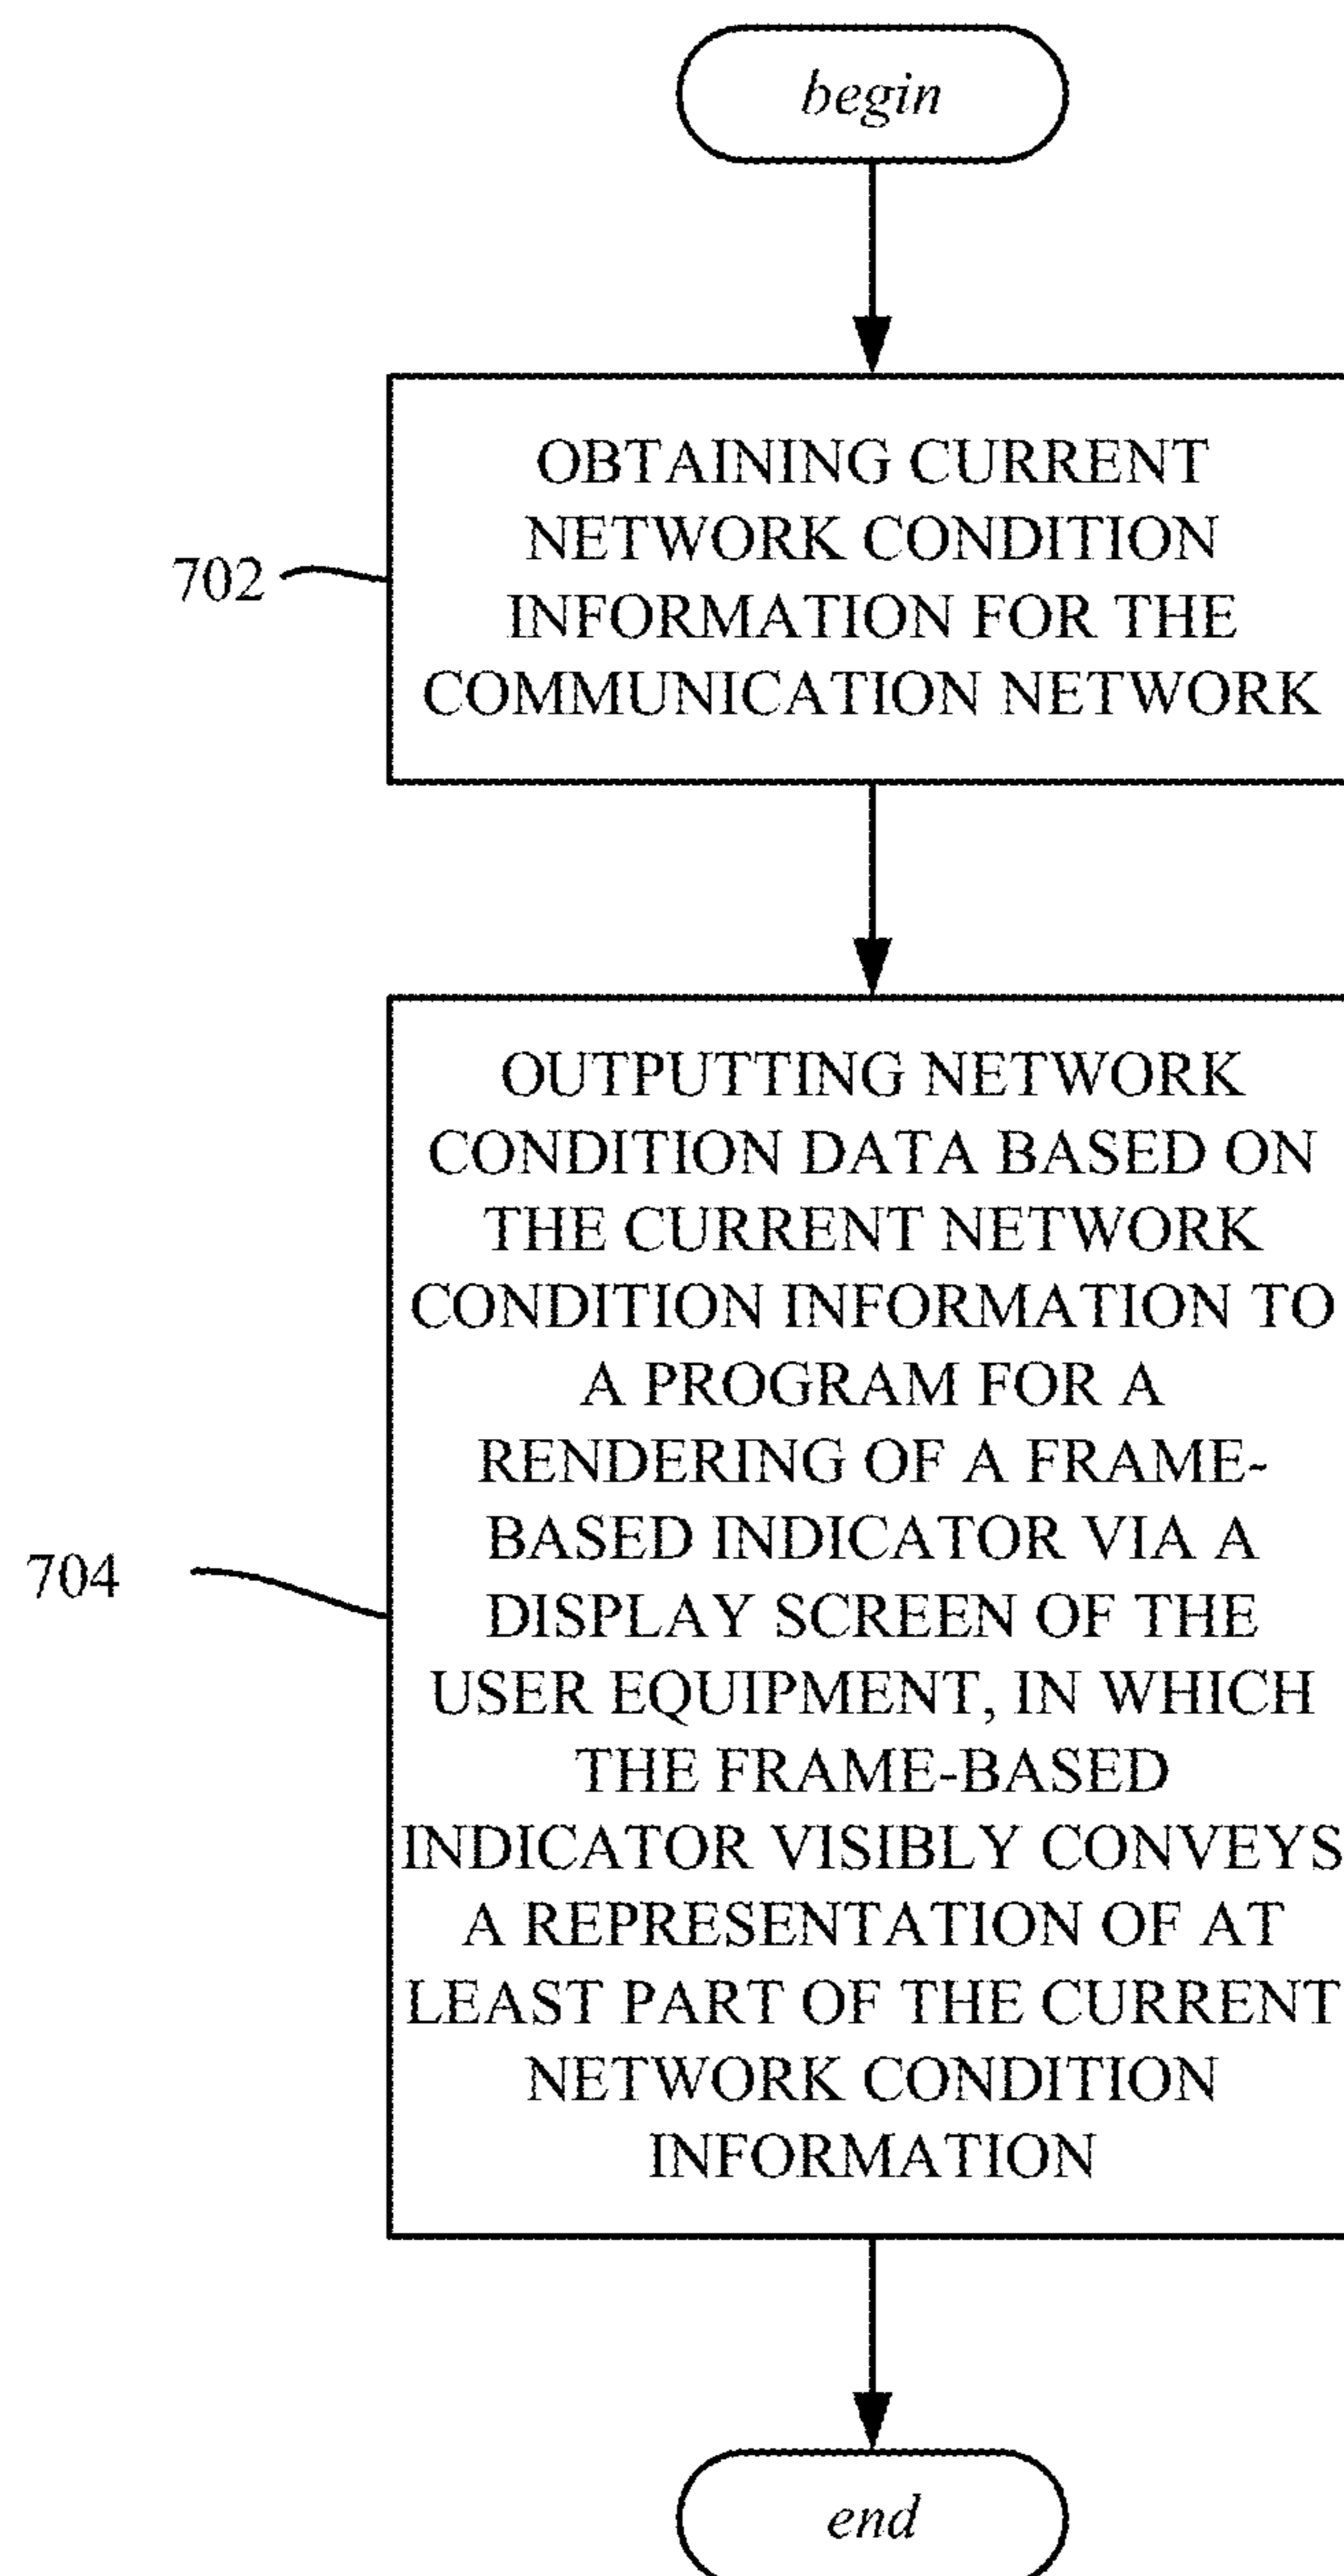 begin
OBTAINING CURRENT
NETWORK CONDITION
INFORMATION FOR THE
COMMUNICATION NETWORK
702
OUTPUTTING NETWORK
CONDITION DATA BASED ON
THE CURRENT NETWORK
CONDITION INFORMATION TO
A PROGRAM FOR A
RENDERING OF A FRAME-
BASED INDICATOR VIA A
DISPLAY SCREEN OF THE
USER EQUIPMENT, IN WHICH
THE FRAME-BASED
INDICATOR VISIBLY CONVEYS
A REPRESENTATION OF AT
LEAST PART OF THE CURRENT
NETWORK CONDITION
INFORMATION
704
end